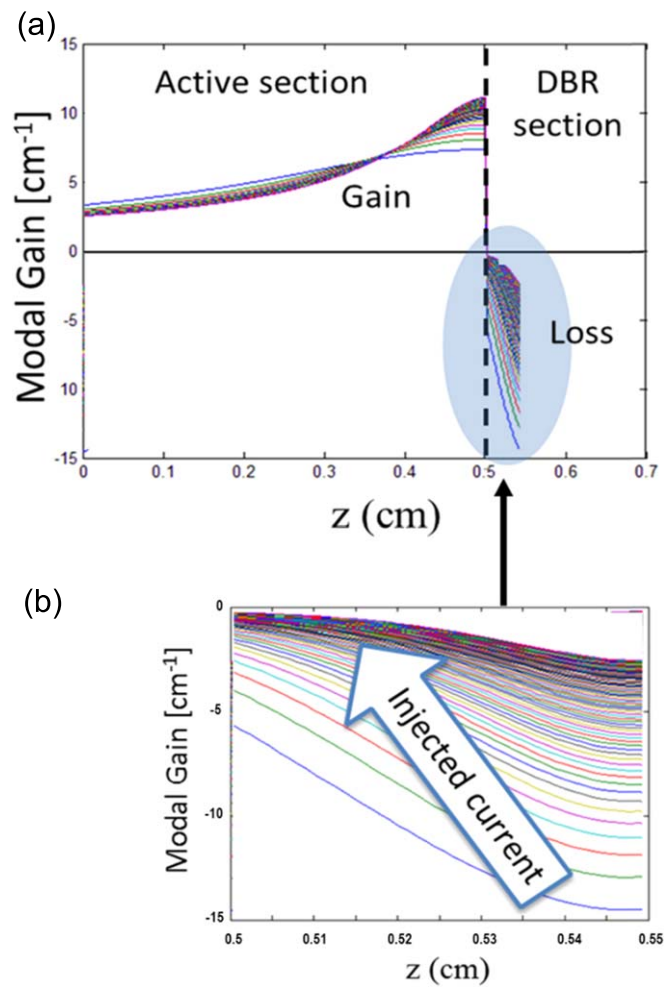 (a)
15
10
5
0
-5
10
-15
Modal Gain [cm-1]
Active section
DBR
section
Gain
Loss
0
0.1
0.2
0.3
0.4
0.5
0.6
0.7
z (cm)
(b)
0
-5
-10
-15
Modal Gain [cm-1]
Injected current
0.5
0.51
0.52
0.53
0.54
0.55
z (cm)